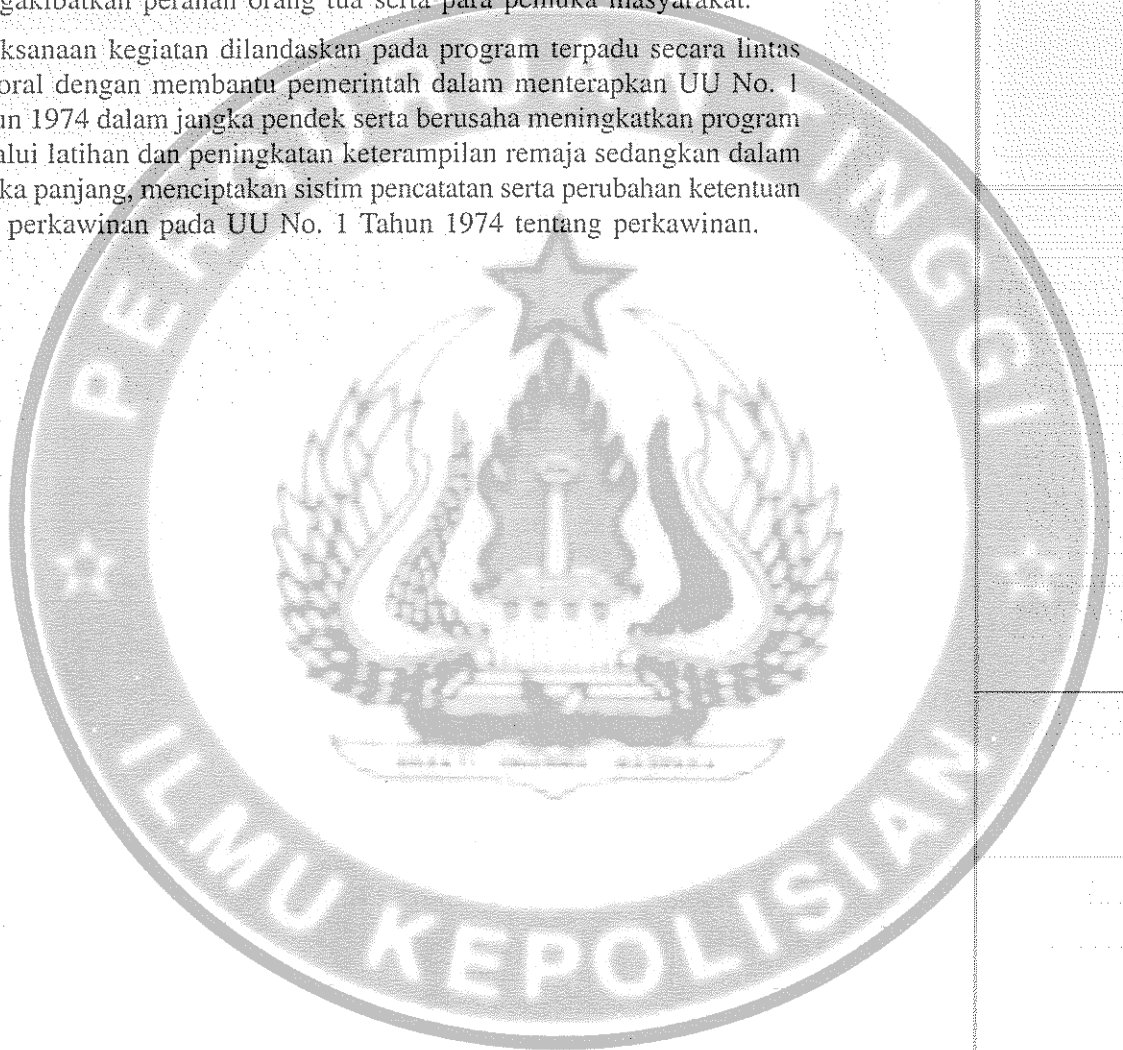 gakibatkan peranan orang tua serta para pemuka masyarakat.
ksanaan kegiatan dilandaskan pada program terpadu secara lintas
oral dengan membantu pemerintah dalam menterapkan UU No. 1
un 1974 dalam jangka pendek serta berusaha meningkatkan program
alui latihan dan peningkatan keterampilan remaja sedangkan dalam
ka panjang, menciptakan sistim pencatatan serta perubahan ketentuan
perkawinan pada UU No. 1 Tahun 1974 tentang perkawinan.
PERGURUAN TINGGI
ILMU KEPOLISIAN